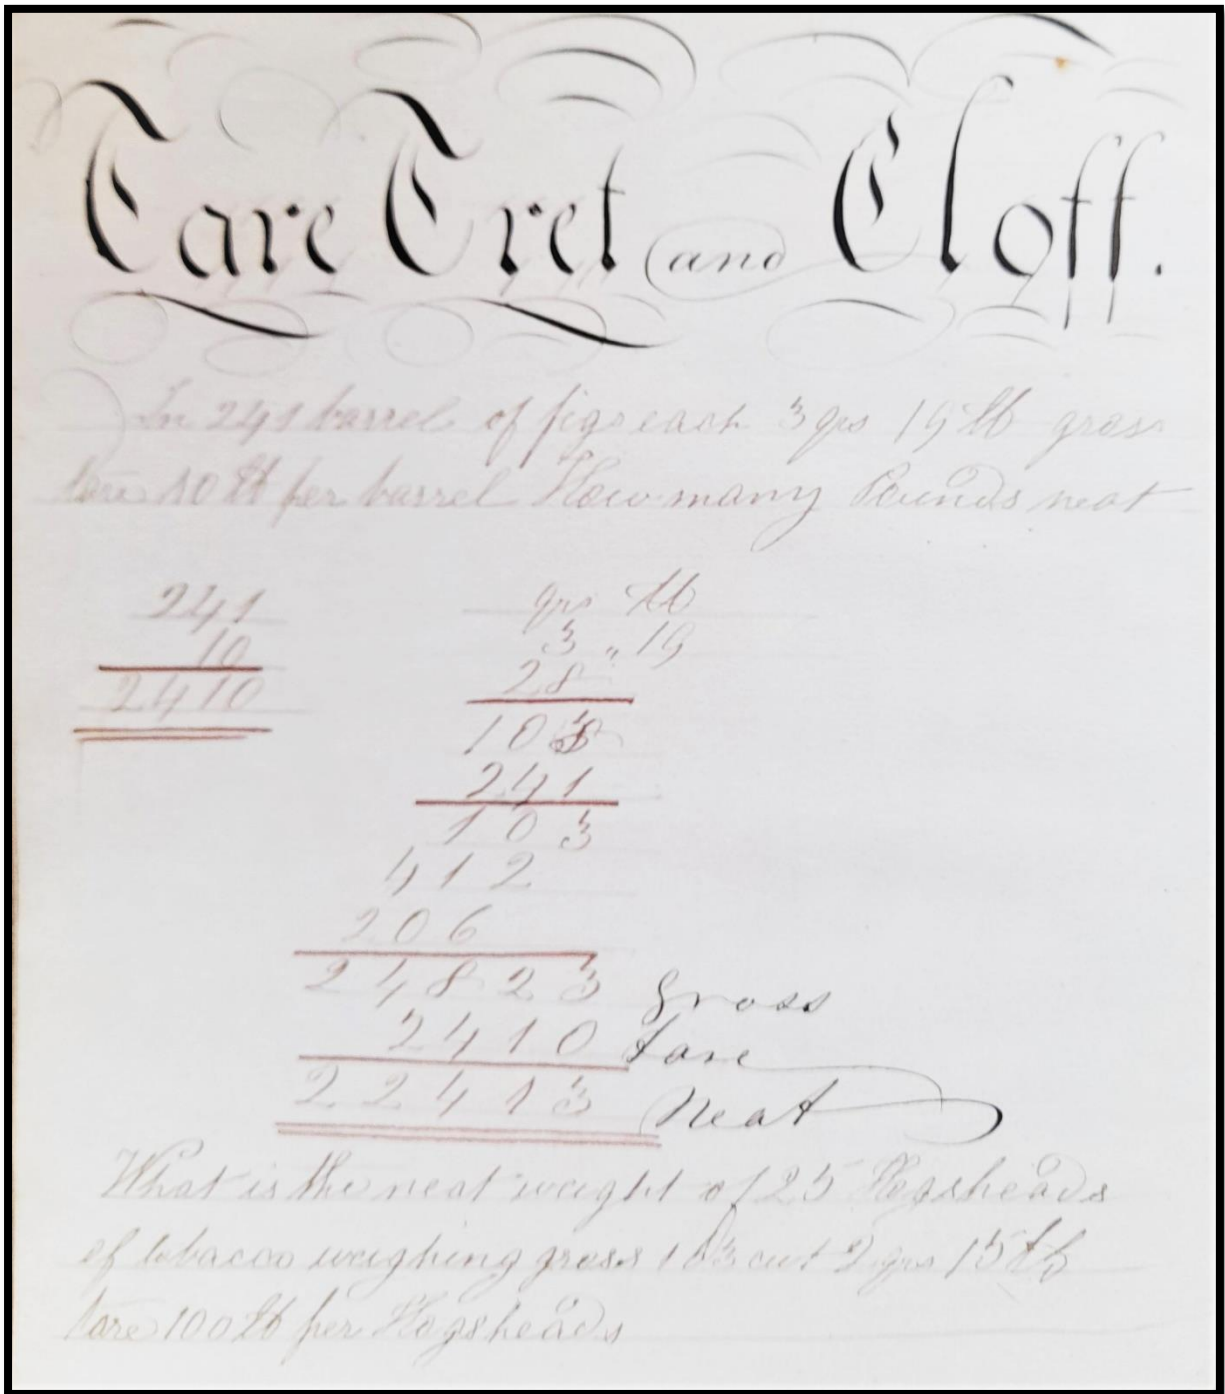 Tare Tret and Cloff.
In 241 barrel of figs each 3 qrs 19 lb gross
tare 10 lb per barrel How many Pounds neat
241 qrs lb
10 3 „ 19
2410 28
103
241
103
412
206
24823 gross
2410 tare
22413 Neat
What is the neat weight of 25 Hogsheads
of tobacco weighing gross 163 cwt 2 qrs 15 lb
tare 100 lb per Hogsheads